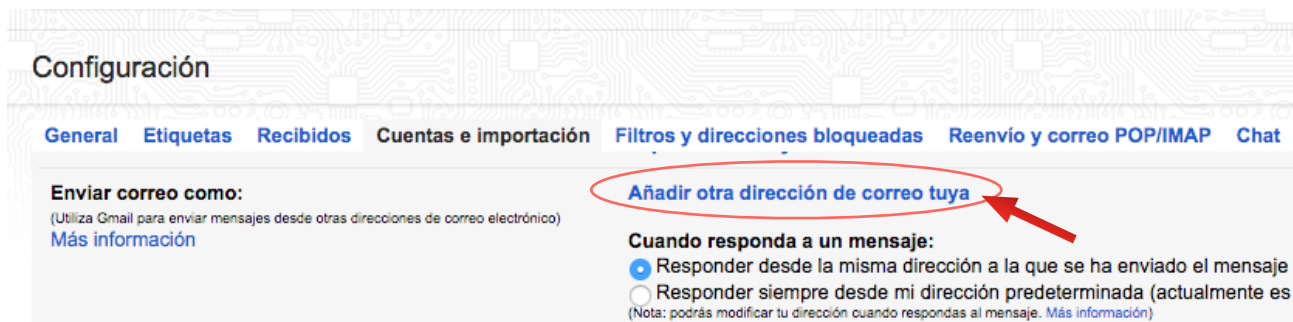 Configuración
General Etiquetas Recibidos Cuentas e importación Filtros y direcciones bloqueadas Reenvío y correo POP/IMAP Chat
Enviar correo como:
(Utiliza Gmail para enviar mensajes desde otras direcciones de correo electrónico)
Más información
Añadir otra dirección de correo tuya
Cuando responda a un mensaje:
Responder desde la misma dirección a la que se ha enviado el mensaje
Responder siempre desde mi dirección predeterminada (actualmente es
(Nota: podrás modificar tu dirección cuando respondas al mensaje. Más información)